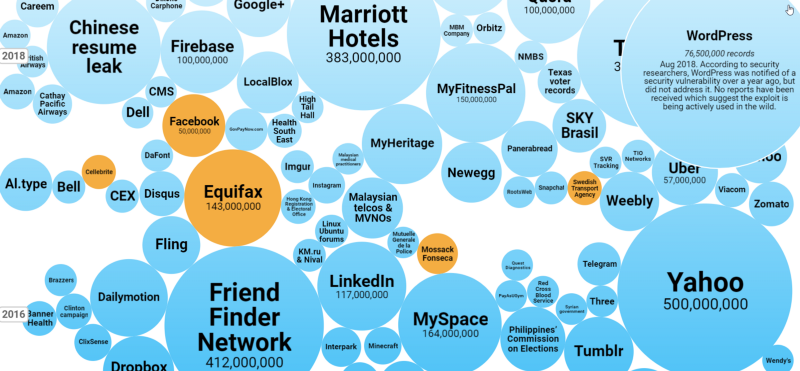 Careem
Carphone
Google+
Marriott
Hotels
383,000,000
MBM
Company
Orbitz
100,000,000
WordPress
76,500,000 records
Aug 2018. According to security
researchers, WordPress was notified of a
security vulnerability over a year ago, but
did not address it. No reports have been
received which suggest the exploit is
being actively used in the wild.
Amazon
2018
British
Airways
Chinese
resume
leak
Firebase
100,000,000
NMBS
T
3
Amazon
Cathay
Pacific
Airways
CMS
Dell
LocalBlox
High
Tail
Hall
MyFitnessPal
150,000,000
Texas
voter
records
Facebook
50,000,000
GovPayNow.com
Health
South
East
SKY
Brasil
MyHeritage
Panerabread
DaFont
Malaysian
medical
practitioners
SVR
Tracking
TIO
Networks
oo
Al.type
Bell
Cellebrite
CEX
Disqus
Equifax
143,000,000
Imgur
Instagram
Newegg
RootsWeb
Snapchat
Swedish
Transport
Agency
Uber
57,000,000
Viacom
Weebly
Zomato
Hong Kong
Registration
& Electoral
Office
Malaysian
telcos &
MVNOs
Linux
Ubuntu
forums
Mutuelle
Generale
de la
Police
Mossack
Fonseca
Fling
KM.ru
& Nival
Quest
Diagnostics
Telegram
Brazzers
Dailymotion
Friend
Finder
Network
412,000,000
LinkedIn
117,000,000
Red
Cross
Blood
Service
PayAsUGym
Syrian
government
Three
Yahoo
500,000,000
2016
Banner
Health
Clinton
campaign
ClixSense
MySpace
164,000,000
Philippines'
Commission
on Elections
Interpark
Minecraft
Tumblr
Dropbox
Wendy's